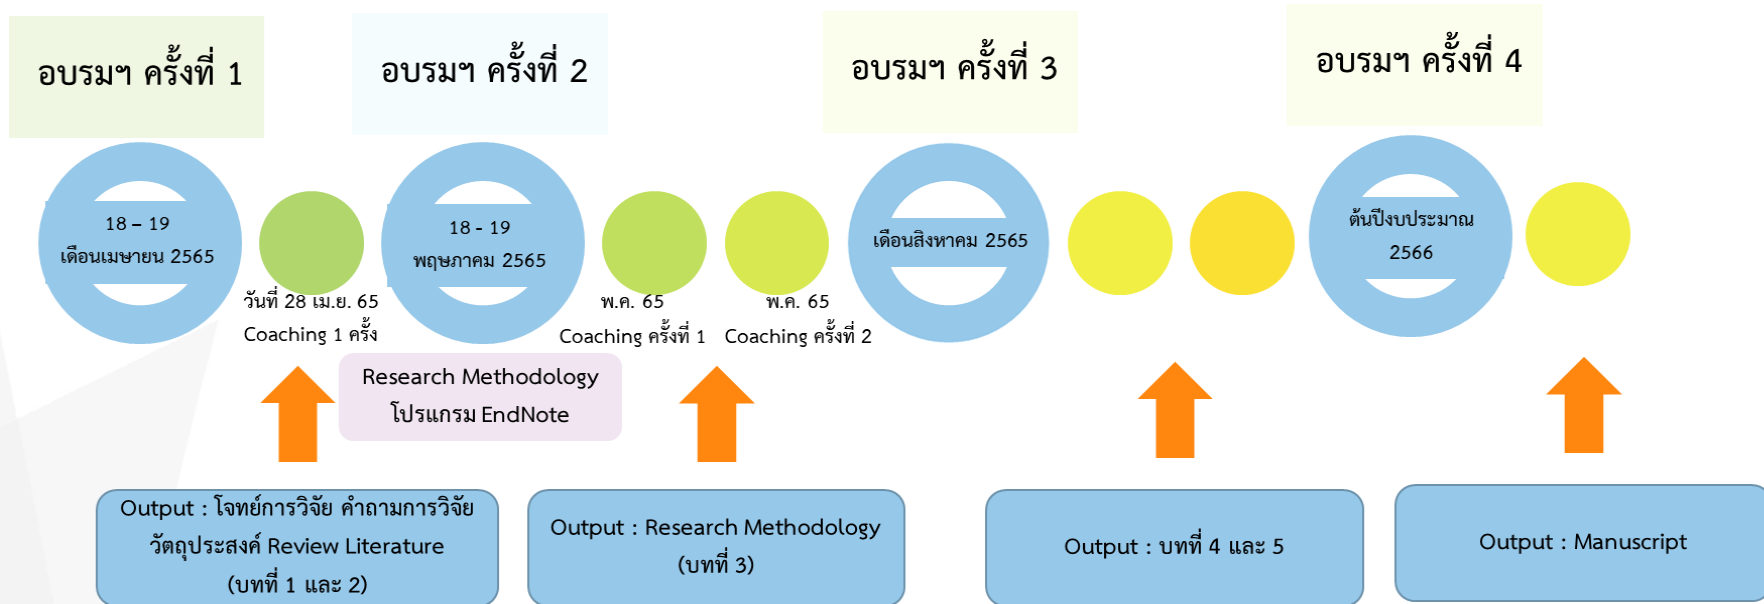 อบรมฯ ครั้งที่ 1
อบรมฯ ครั้งที่ 2
อบรมฯ ครั้งที่ 3
อบรมฯ ครั้งที่ 4
18 – 19
เดือนเมษายน 2565
วันที่ 28 เม.ย. 65
Coaching 1 ครั้ง
18 - 19
พฤษภาคม 2565
พ.ค. 65
Coaching ครั้งที่ 1
พ.ค. 65
Coaching ครั้งที่ 2
เดือนสิงหาคม 2565
ต้นปีงบประมาณ
2566
Research Methodology
โปรแกรม EndNote
Output : โจทย์การวิจัย คำถามการวิจัย
วัตถุประสงค์ Review Literature
(บทที่ 1 และ 2)
Output : Research Methodology
(บทที่ 3)
Output : บทที่ 4 และ 5
Output : Manuscript